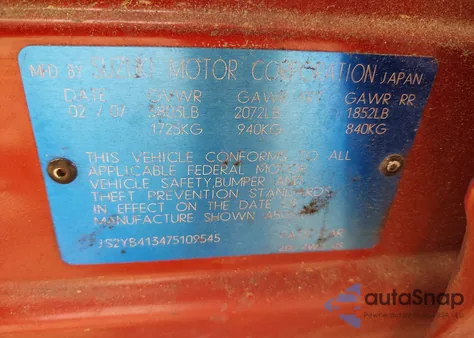 MFD BY SUZUKI MOTOR CORPORATION JAPAN
DATE GVWR GAWR GAWR RR
02 / 07 2072LB 1852LB
1725KG 940KG 840KG
THIS VEHICLE CONFORMS TO ALL
APPLICABLE FEDERAL MOTOR
VEHICLE SAFETY, BUMPER AND
THEFT PREVENTION STANDARDS
IN EFFECT ON THE DATE OF
MANUFACTURE SHOWN ABOVE
JS2YB413475109545
autoSnap